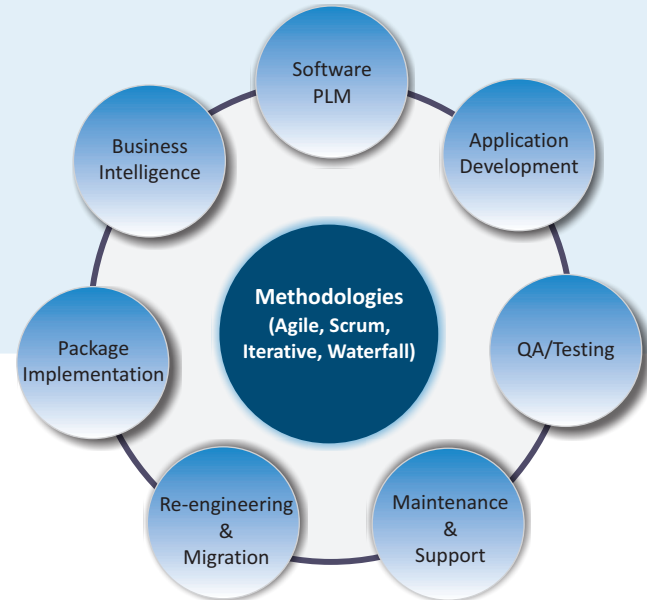 Software
PLM
Application
Development
QA/Testing
Maintenance
&
Support
Re-engineering
&
Migration
Package
Implementation
Business
Intelligence
Methodologies
(Agile, Scrum,
Iterative, Waterfall)